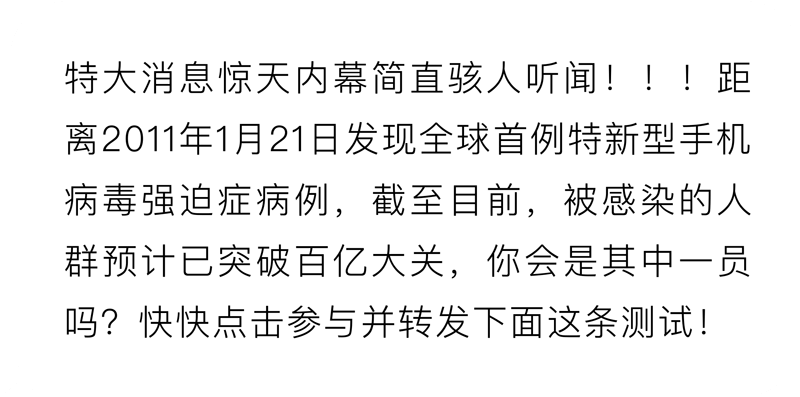 特大消息惊天内幕简直骇人听闻！！！距
离2011年1月21日发现全球首例特新型手机
病毒强迫症病例，截至目前，被感染的人
群预计已突破百亿大关，你会是其中一员
吗？快快点击参与并转发下面这条测试！